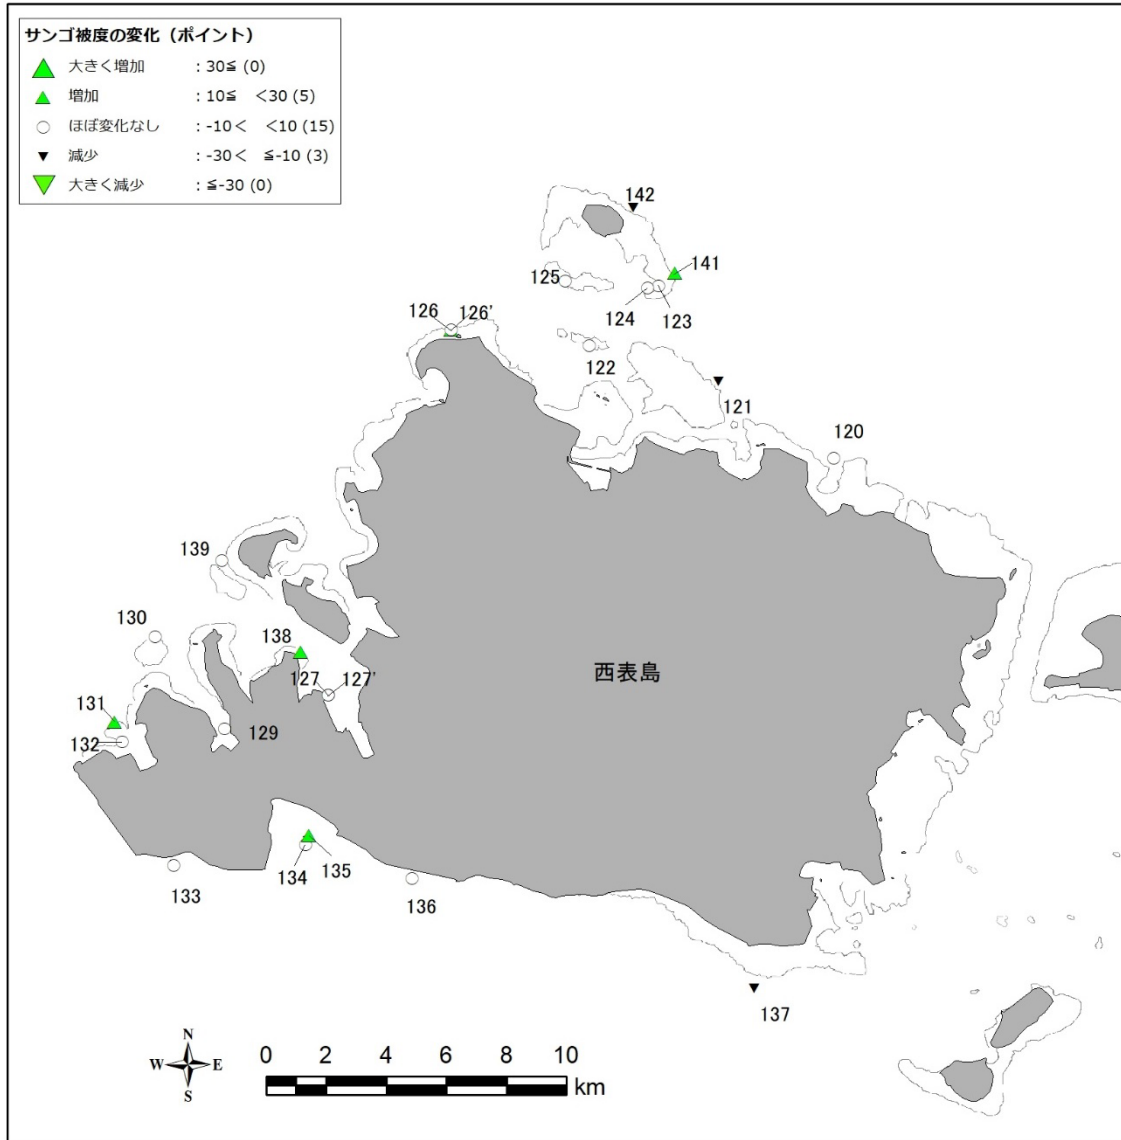 サンゴ被度の変化（ポイント）
大きく増加 : 30≦ (0)
増加 : 10≦ <30 (5)
ほぼ変化なし : -10< <10 (15)
減少 : -30< ≦-10 (3)
大きく減少 : ≦-30 (0)
142
141
125
124 123
126 126'
122
121
120
139
130
138
西表島
127 127'
131
129
132
133
134 135
136
137
N
W E
S
0 2 4 6 8 10
km